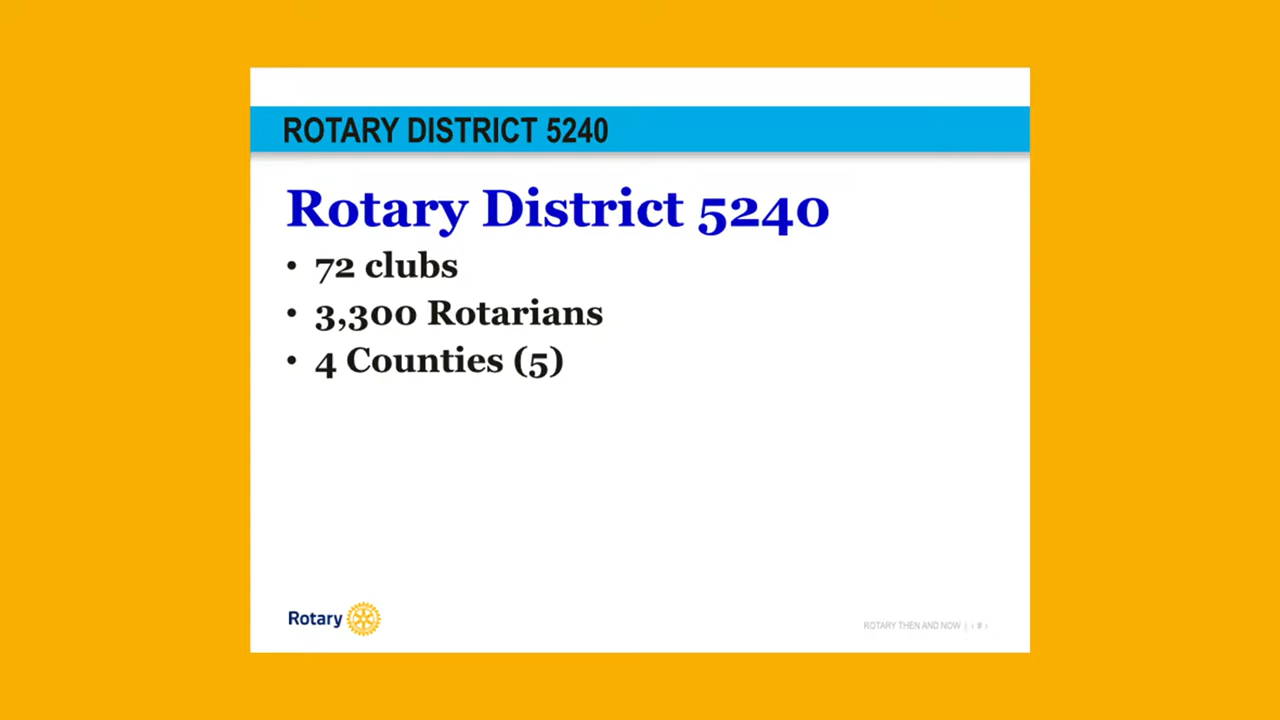 ROTARY DISTRICT 5240
Rotary District 5240
• 72 clubs
• 3,300 Rotarians
• 4 Counties (5)
Rotary
ROTARY THEN AND NOW | ‹ # ›